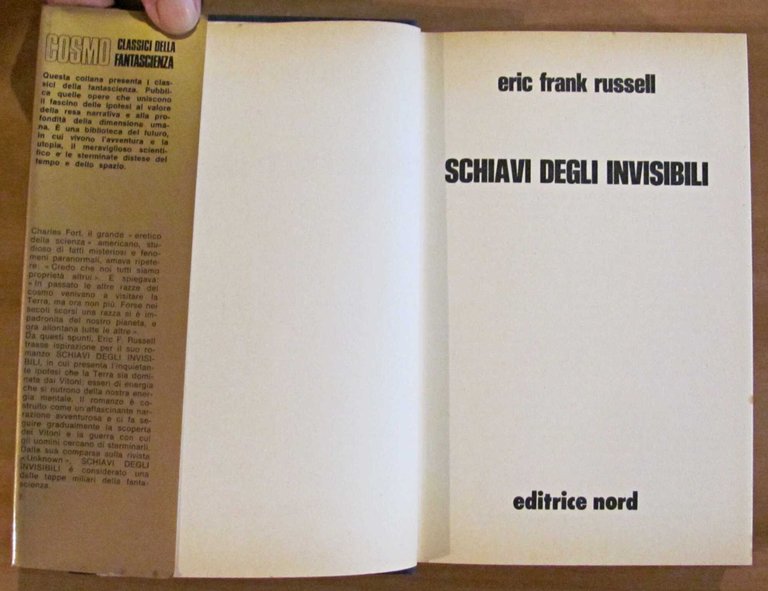 COSMO CLASSICI DELLA
FANTASCIENZA
Questa collana presenta i clas-
sici della fantascienza. Pubbli-
ca quelle opere che uniscono
il fascino delle ipotesi al valore
della resa narrativa e alla pro-
fondità della dimensione uma-
na. È una biblioteca del futuro,
in cui vivono l'avventura e la
utopia, il meraviglioso scienti-
fico e le sterminate distese del
tempo e dello spazio.
Charles Fort, il grande «eretico
della scienza» americano, stu-
dioso di fatti misteriosi e feno-
meni paranormali, amava ripete-
re: «Credo che noi tutti siamo
proprietà altrui». E spiegava:
«In passato le altre razze del
cosmo venivano a visitare la
Terra, ma ora non più. Forse nei
secoli scorsi una razza si è im-
padronita del nostro pianeta, e
ora allontana tutte le altre».
Da questi spunti, Eric F. Russell
trasse ispirazione per il suo ro-
manzo SCHIAVI DEGLI INVISI-
BILI, in cui presenta l'inquietan-
te ipotesi che la Terra sia domi-
nata dai Vitoni: esseri di energia
che si nutrono della nostra ener-
gia mentale. Il romanzo è co-
struito come un'affascinante nar-
razione avventurosa e ci fa se-
guire gradualmente la scoperta
dei Vitoni e la guerra con cui
gli uomini cercano di sterminarli.
Dalla sua comparsa sulla rivista
«Unknown», SCHIAVI DEGLI
INVISIBILI è considerato una
delle tappe miliari della fanta-
scienza.
eric frank russell
SCHIAVI DEGLI INVISIBILI
editrice nord